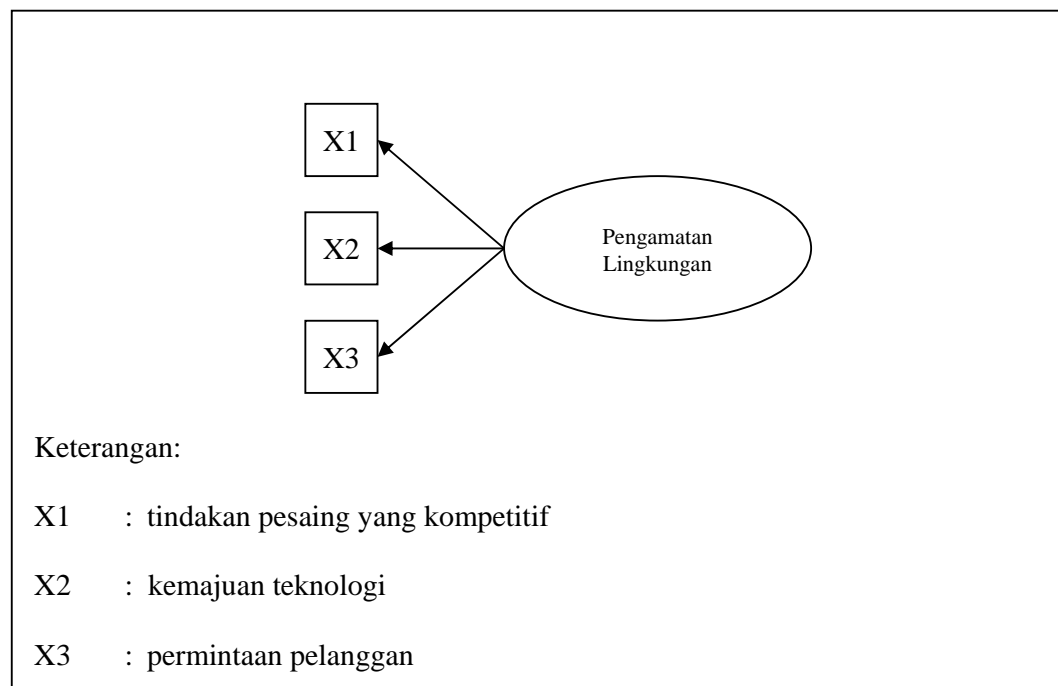 X1
X2
X3
Pengamatan
Lingkungan
Keterangan:
X1 : tindakan pesaing yang kompetitif
X2 : kemajuan teknologi
X3 : permintaan pelanggan